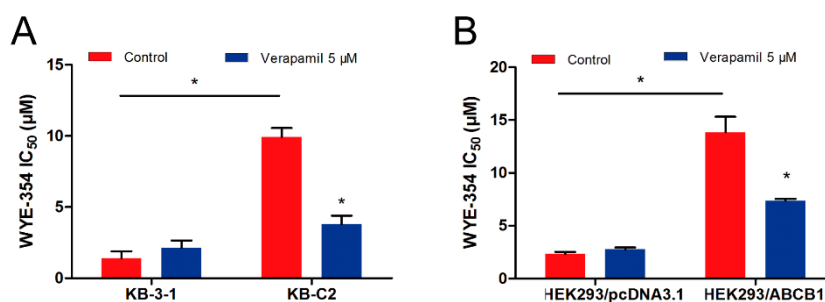 A
Control
Verapamil 5 µM
WYE-354 IC50 (µM)
15
10
5
0
*
*
KB-3-1
KB-C2
B
Control
Verapamil 5 µM
WYE-354 IC50 (µM)
20
15
10
5
0
*
*
HEK293/pcDNA3.1
HEK293/ABCB1